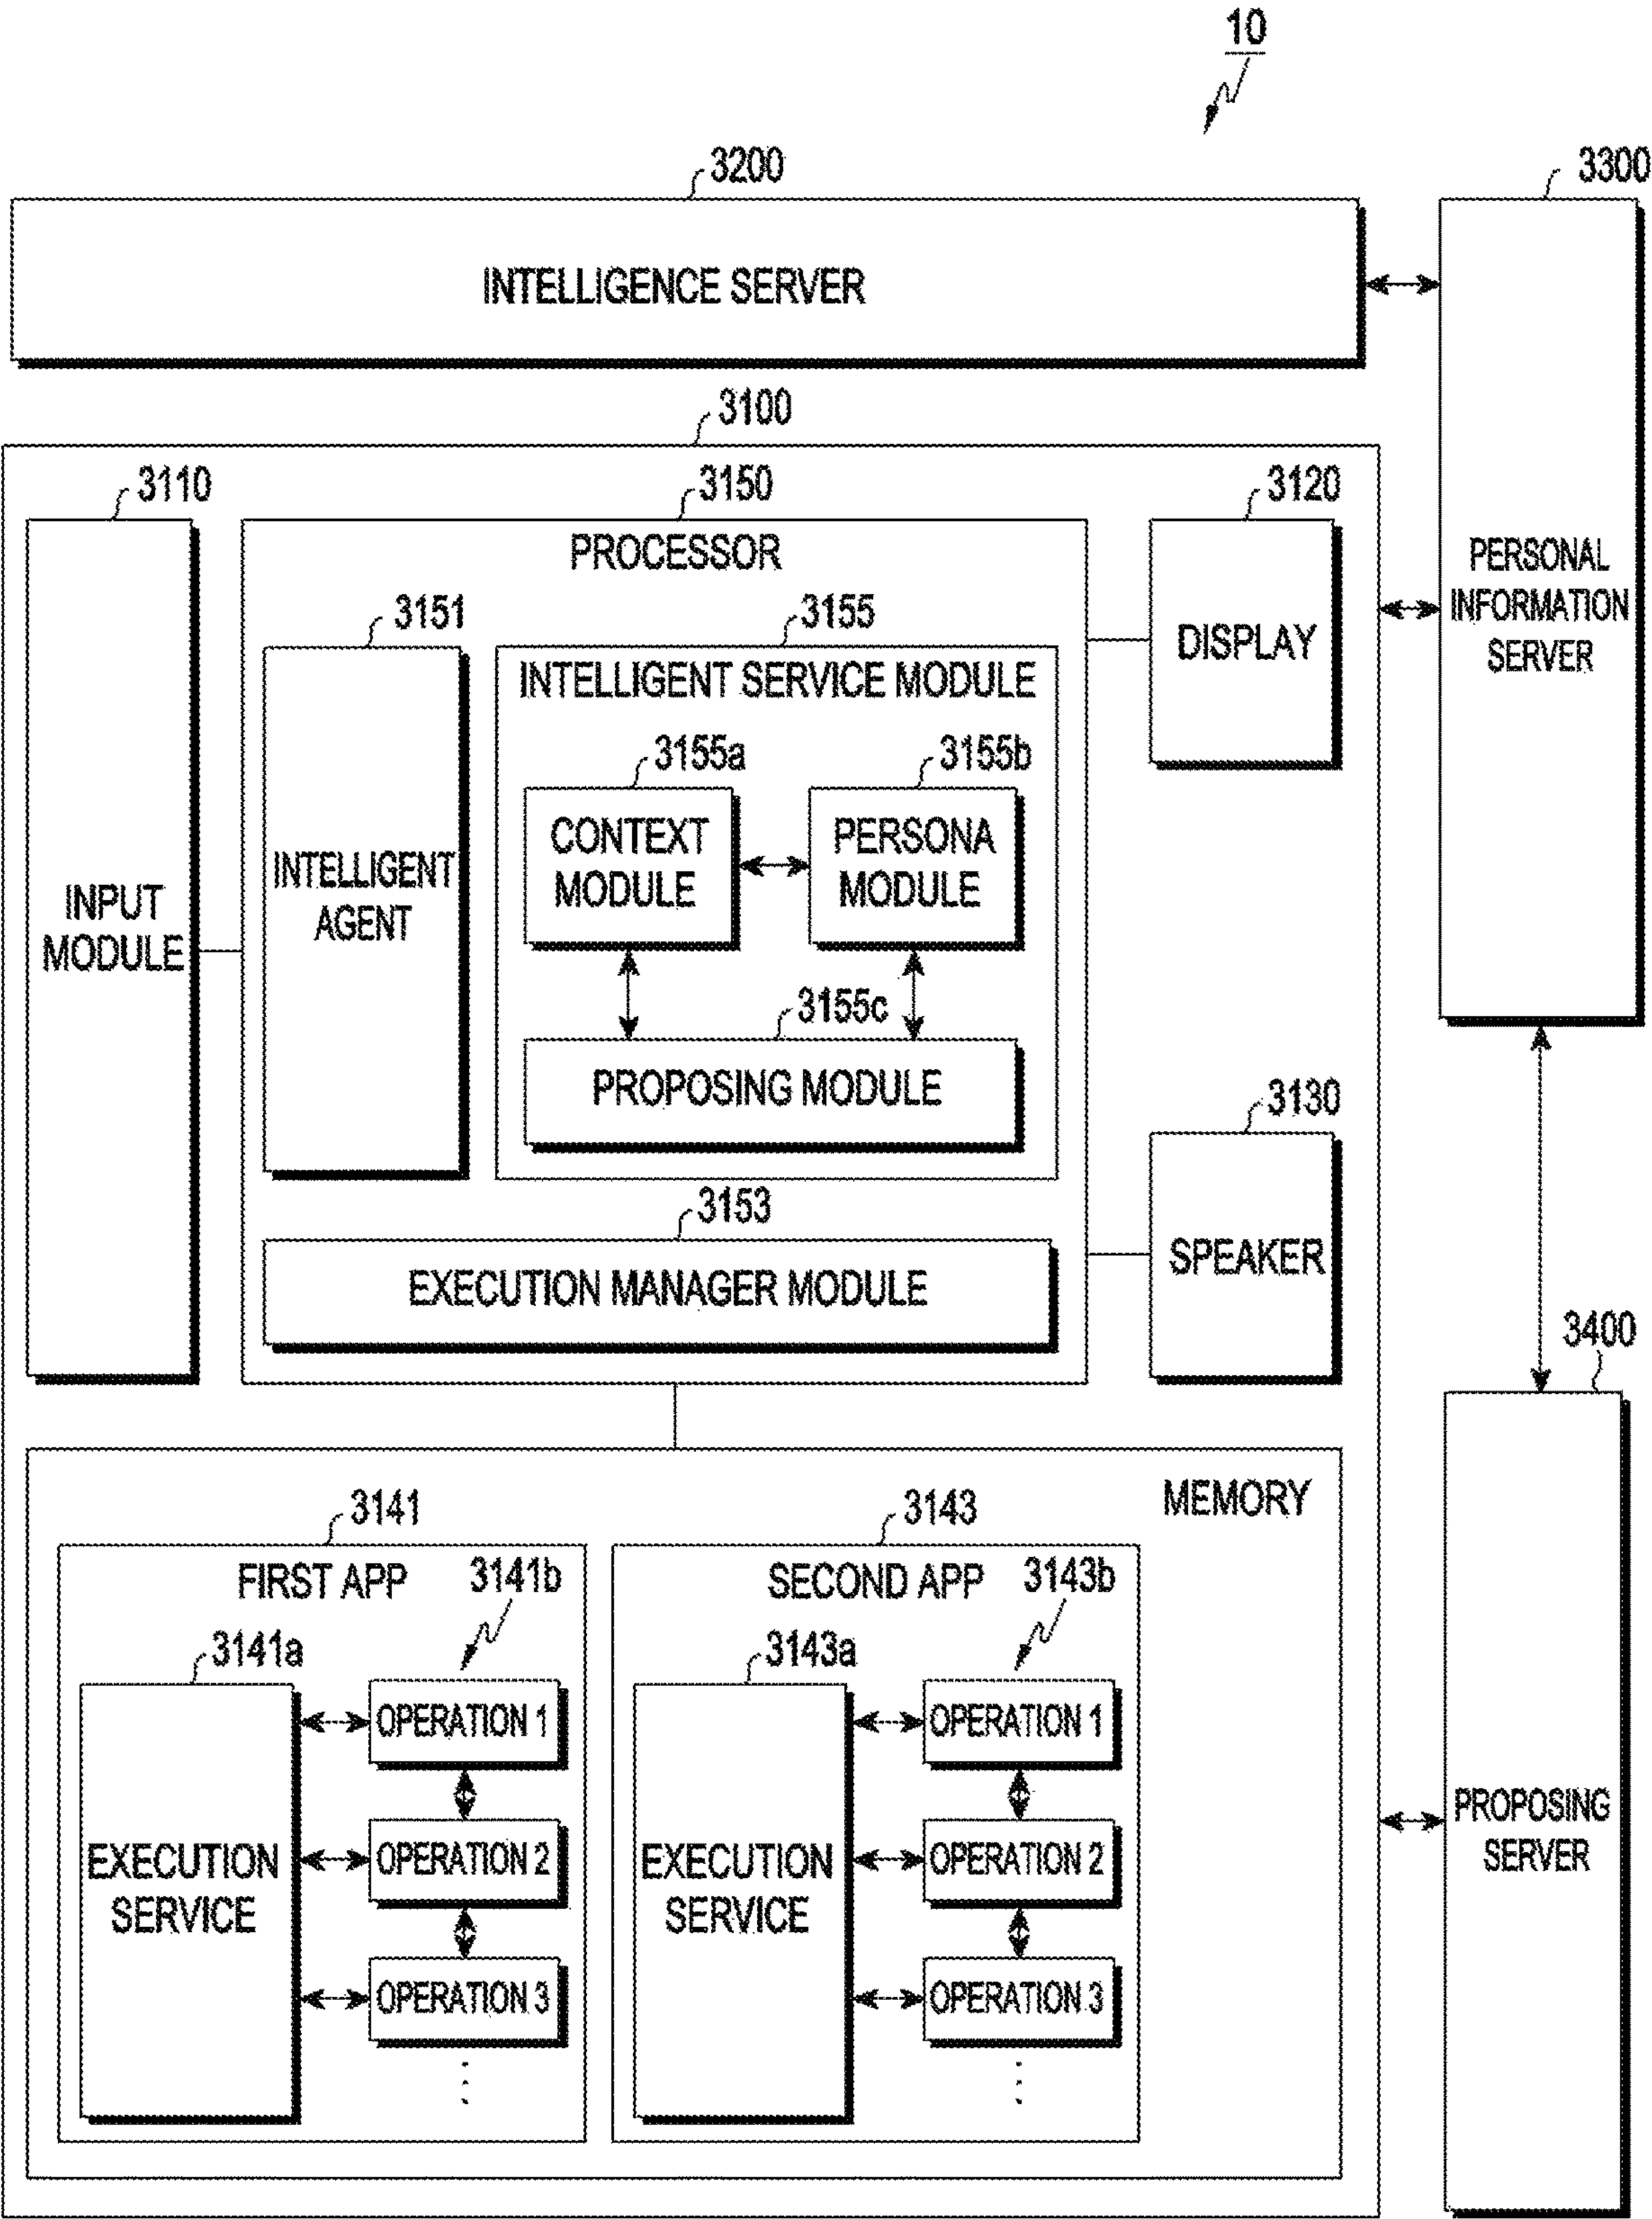 10
3200
3300
INTELLIGENCE SERVER
3100
3110
3150
3120
PROCESSOR
PERSONAL
INFORMATION
SERVER
3151
3155
DISPLAY
INTELLIGENT SERVICE MODULE
3155a
3155b
CONTEXT
MODULE
PERSONA
MODULE
INTELLIGENT
AGENT
INPUT
MODULE
3155c
PROPOSING MODULE
3130
3153
SPEAKER
EXECUTION MANAGER MODULE
3400
MEMORY
3141
3143
FIRST APP
3141b
SECOND APP
3143b
3141a
3143a
OPERATION 1
OPERATION 1
PROPOSING
SERVER
EXECUTION
SERVICE
OPERATION 2
EXECUTION
SERVICE
OPERATION 2
OPERATION 3
OPERATION 3